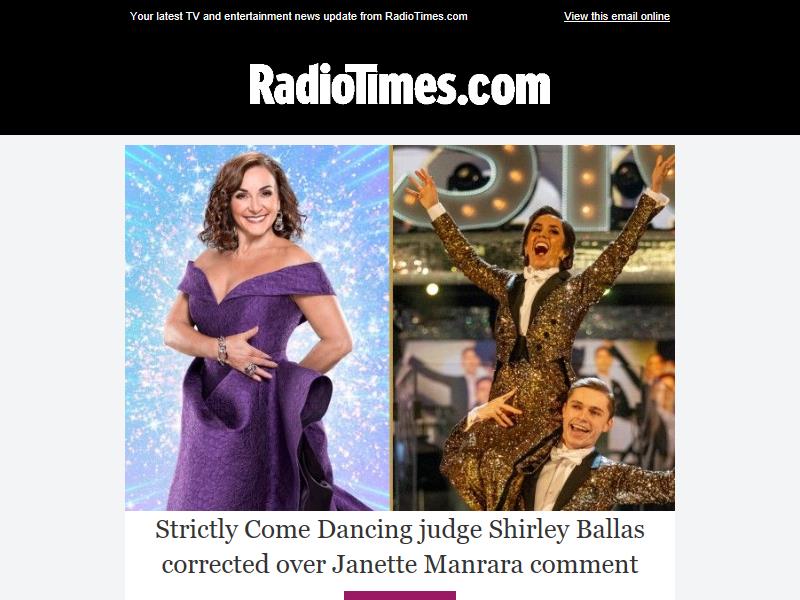 Your latest TV and entertainment news update from RadioTimes.com
View this email online
RadioTimes.com
Strictly Come Dancing judge Shirley Ballas
corrected over Janette Manrara comment